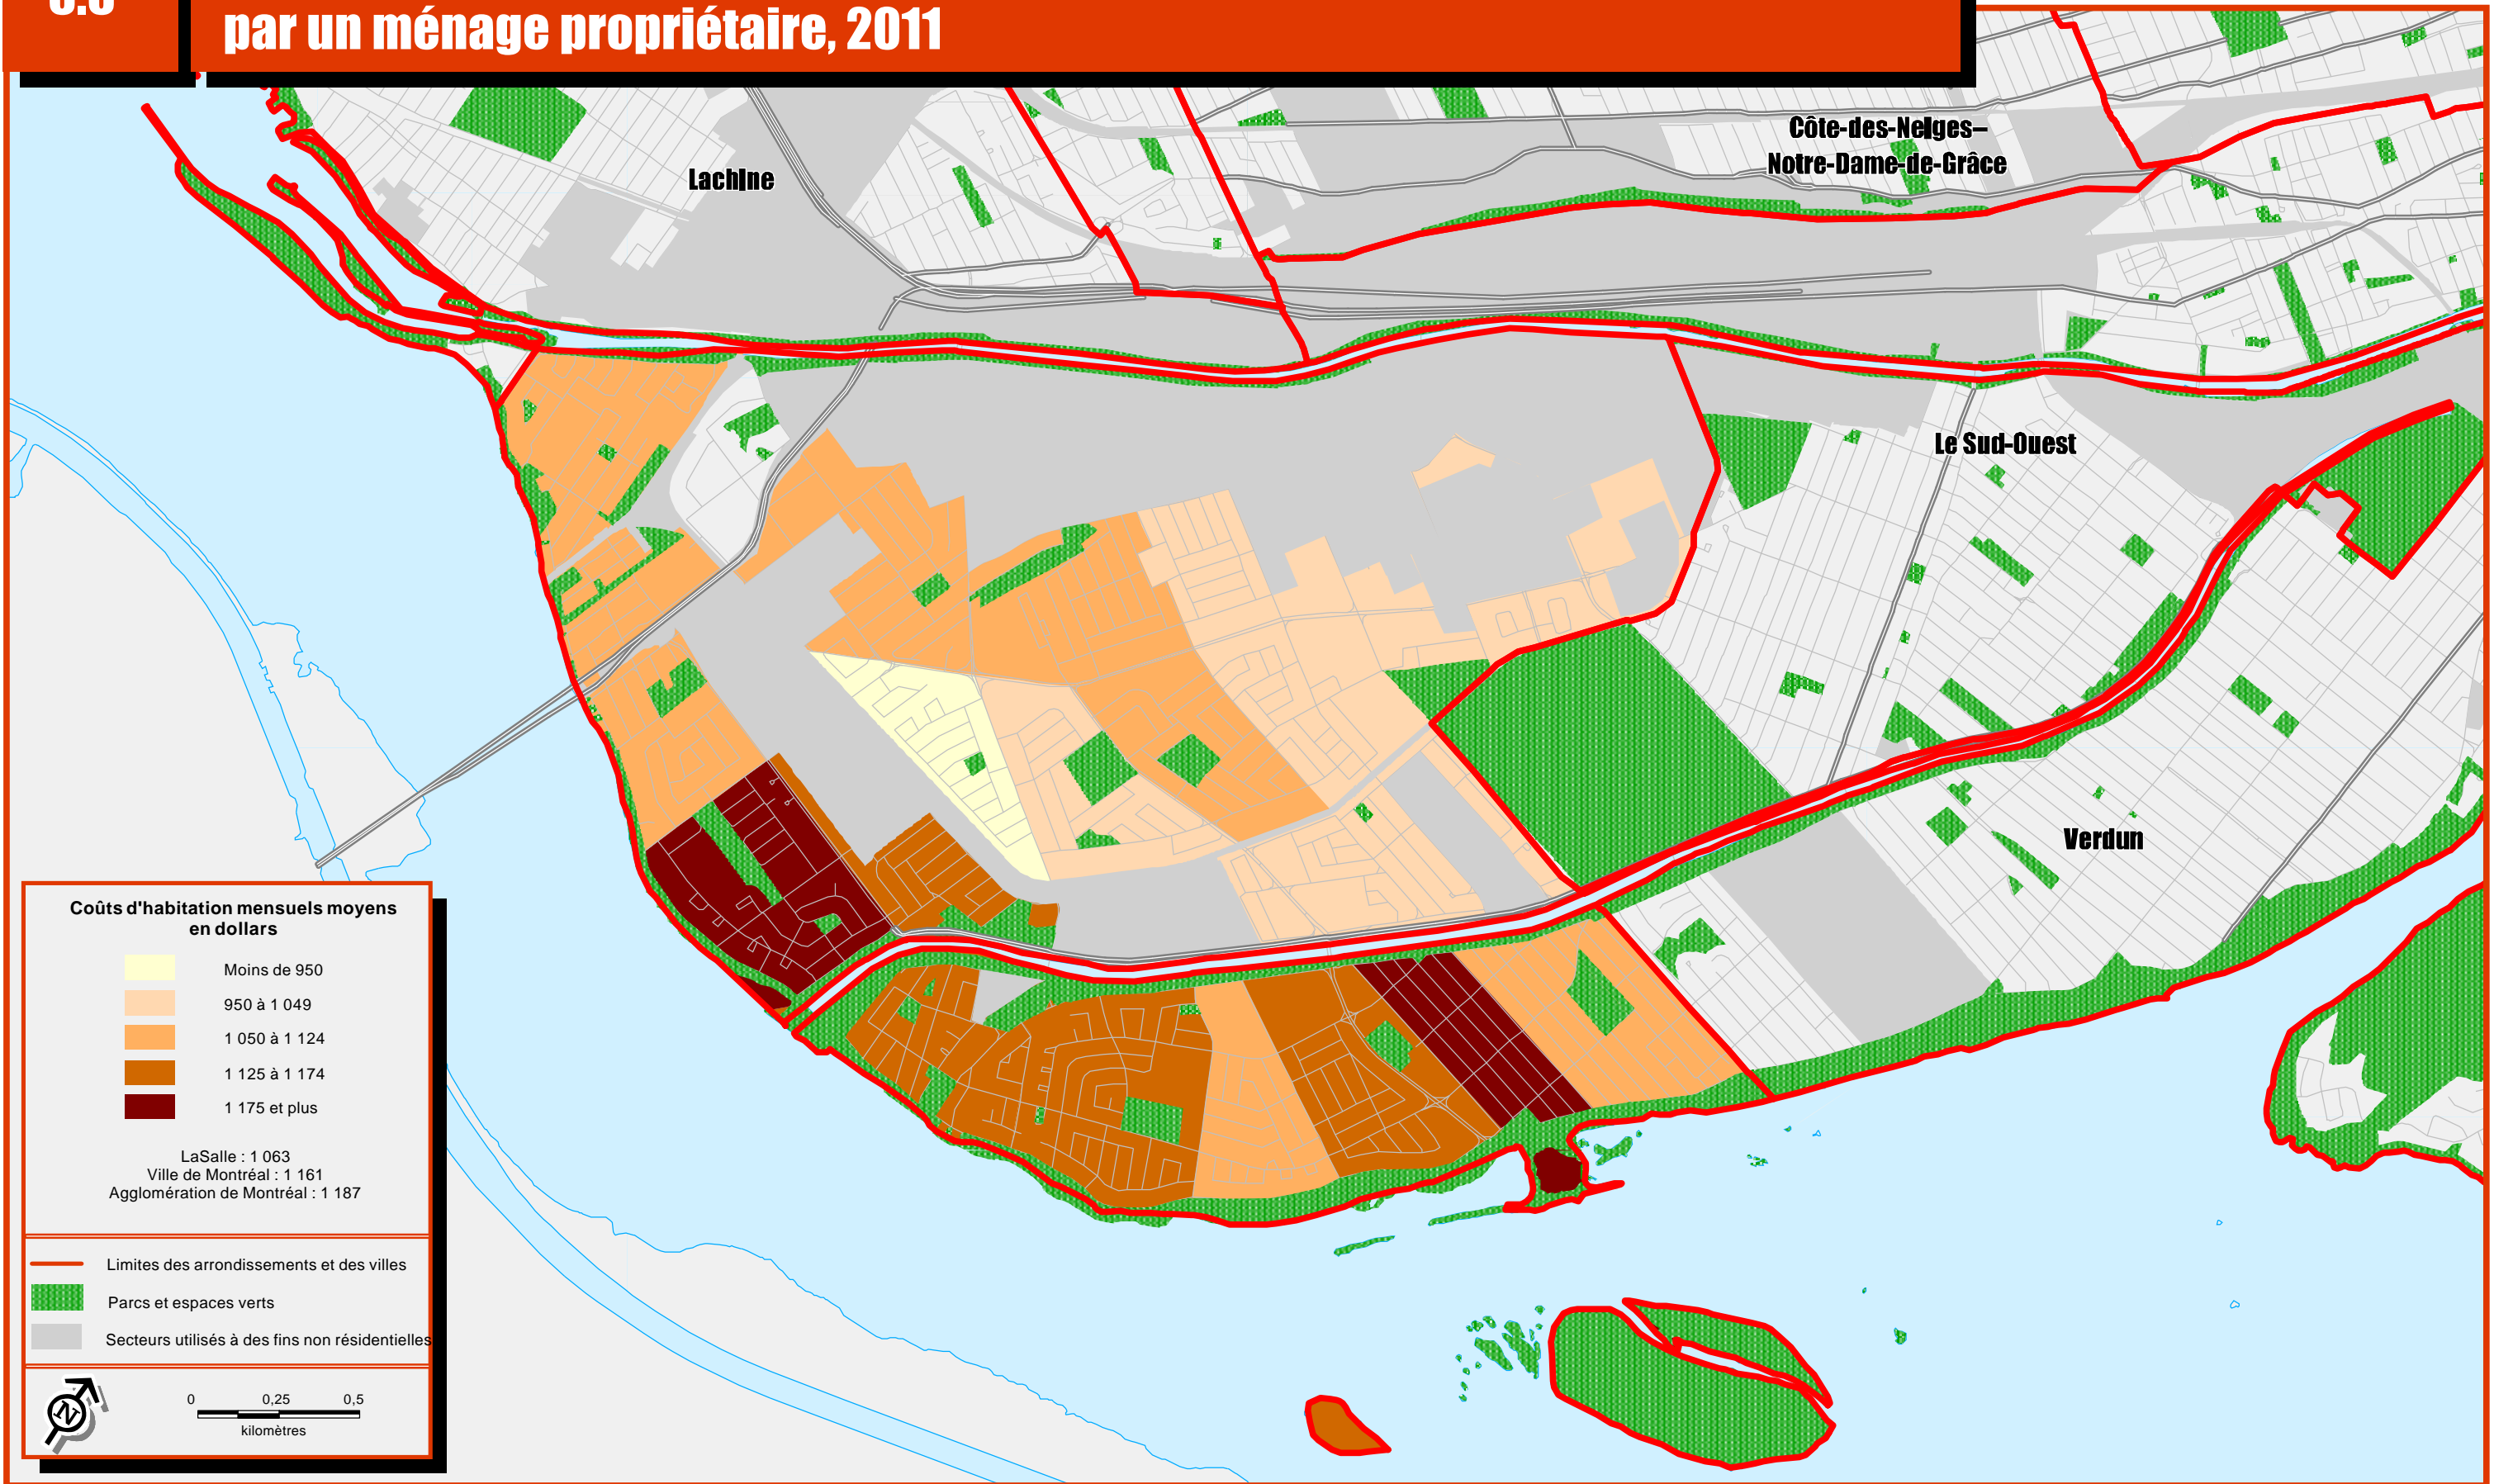 par un ménage propriétaire, 2011
Lachine
Côte-des-Neiges–
Notre-Dame-de-Grâce
Le Sud-Ouest
Verdun
Coûts d'habitation mensuels moyens
en dollars
Moins de 950
950 à 1 049
1 050 à 1 124
1 125 à 1 174
1 175 et plus
LaSalle : 1 063
Ville de Montréal : 1 161
Agglomération de Montréal : 1 187
Limites des arrondissements et des villes
Parcs et espaces verts
Secteurs utilisés à des fins non résidentielles
N
0 0,25 0,5
kilomètres